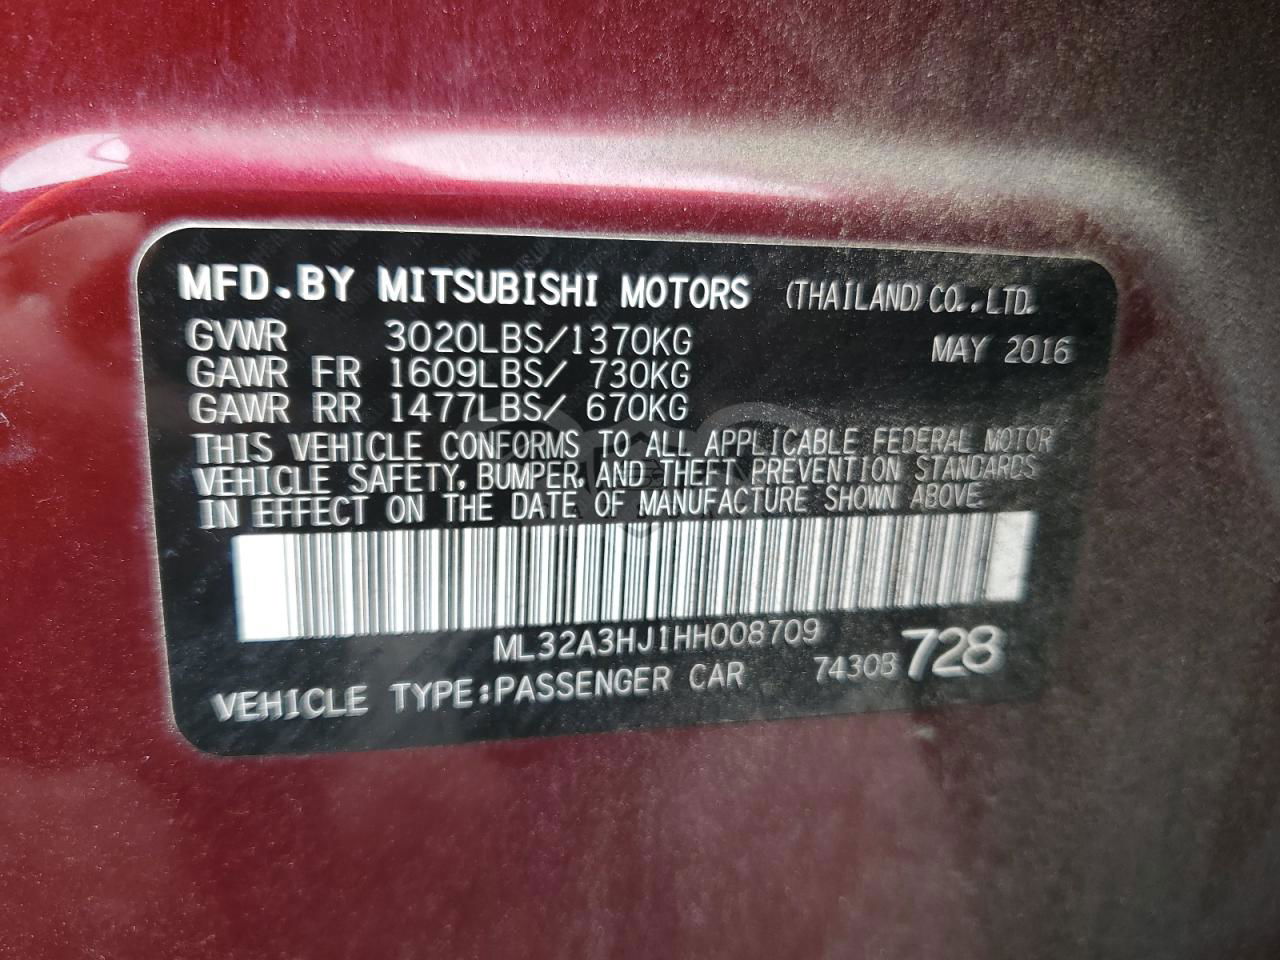 MFD.BY MITSUBISHI MOTORS (THAILAND) CO.,LTD.
GVWR 3020LBS/1370KG MAY 2016
GAWR FR 1609LBS/ 730KG
GAWR RR 1477LBS/ 670KG
THIS VEHICLE CONFORMS TO ALL APPLICABLE FEDERAL MOTOR
VEHICLE SAFETY, BUMPER, AND THEFT PREVENTION STANDARDS
IN EFFECT ON THE DATE OF MANUFACTURE SHOWN ABOVE
ML32A3HJ1HH008709
VEHICLE TYPE:PASSENGER CAR 7430B 728